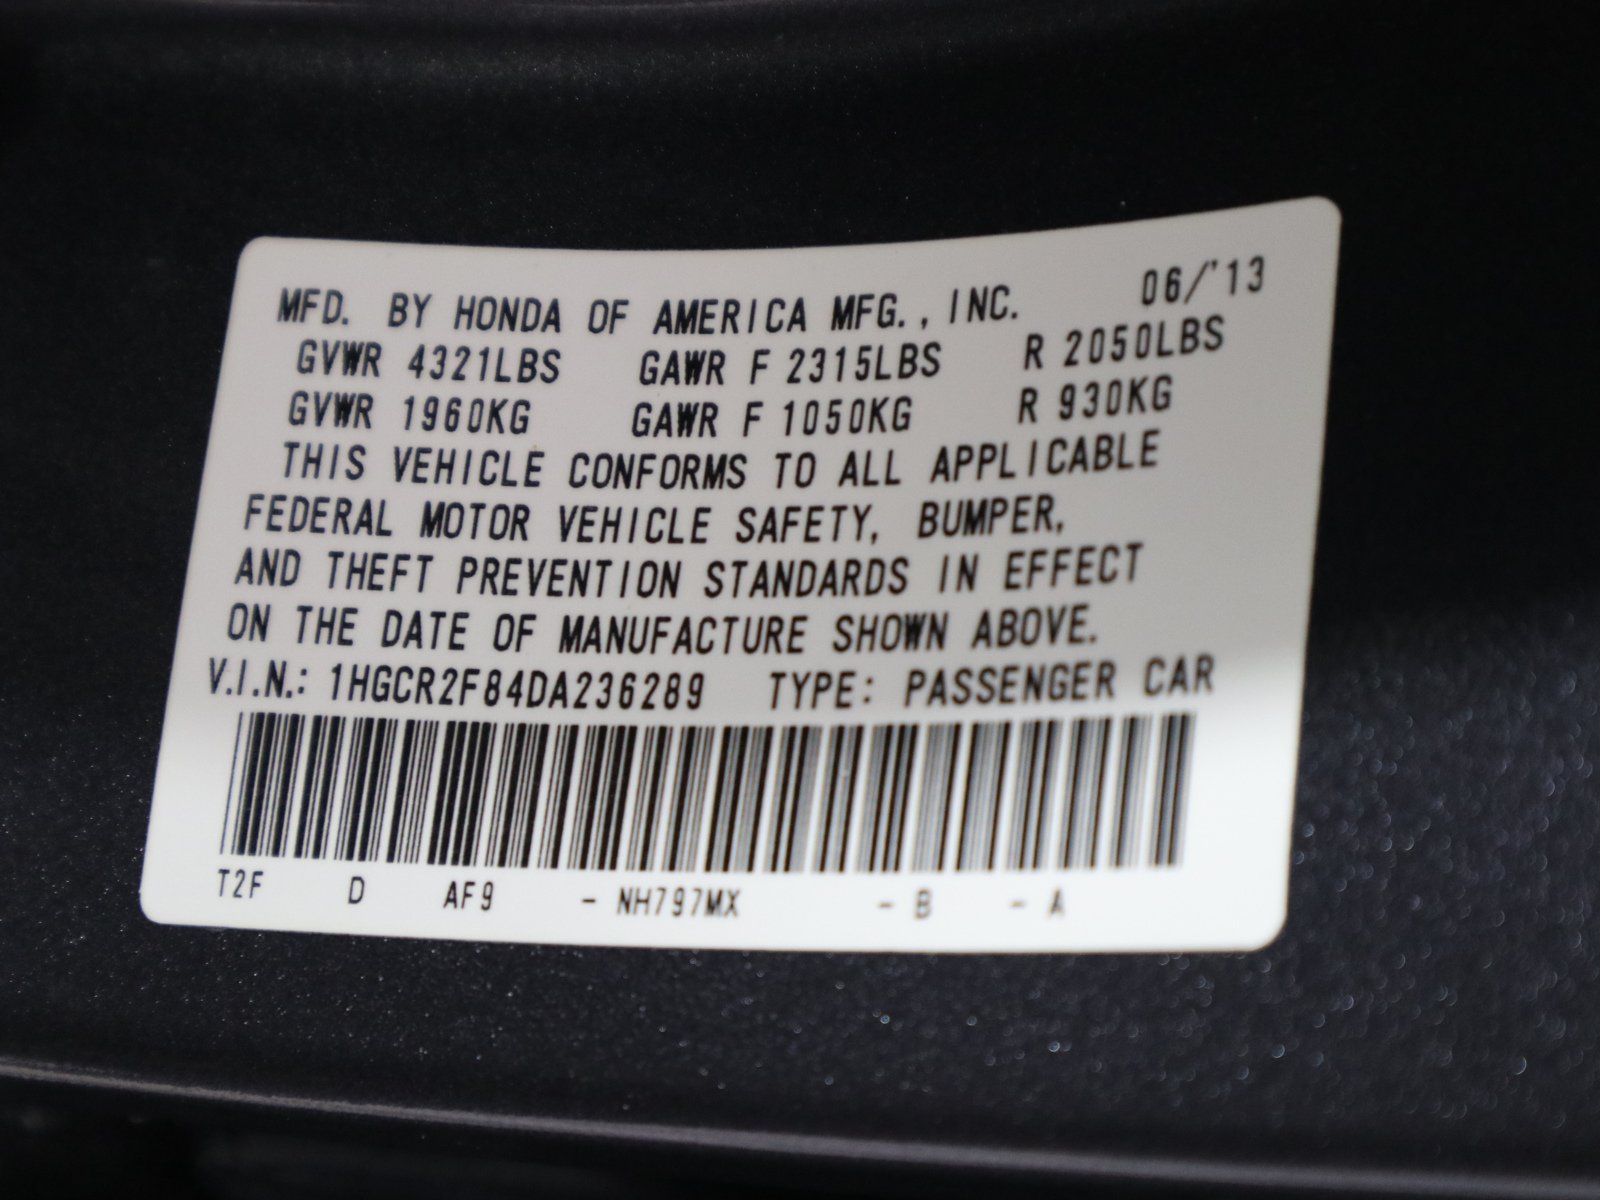 MFD. BY HONDA OF AMERICA MFG., INC. 06/'13
GVWR 4321LBS GAWR F 2315LBS R 2050LBS
GVWR 1960KG GAWR F 1050KG R 930KG
THIS VEHICLE CONFORMS TO ALL APPLICABLE
FEDERAL MOTOR VEHICLE SAFETY, BUMPER,
AND THEFT PREVENTION STANDARDS IN EFFECT
ON THE DATE OF MANUFACTURE SHOWN ABOVE.
V.I.N.: 1HGCR2F84DA236289 TYPE: PASSENGER CAR
T2F D AF9 - NH797MX - B - A